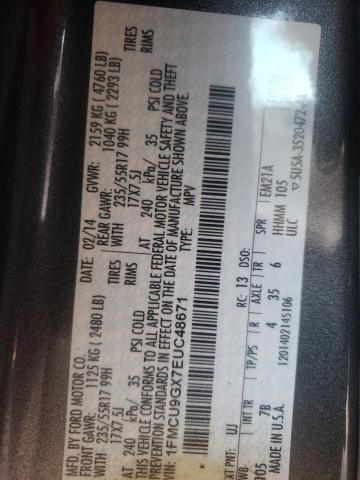 MFD. BY FORD MOTOR CO.
DATE: 02/14 GVWR: 2159 KG ( 4760 LB)
FRONT GAWR: 1125 KG ( 2480 LB) REAR GAWR: 1040 KG ( 2293 LB)
WITH 235/55R17 99H TIRES WITH 235/55R17 99H TIRES
17X7.5J RIMS 17X7.5J RIMS
AT 240 kPa/ 35 PSI COLD AT 240 kPa/ 35 PSI COLD
THIS VEHICLE CONFORMS TO ALL APPLICABLE FEDERAL MOTOR VEHICLE SAFETY AND THEFT
PREVENTION STANDARDS IN EFFECT ON THE DATE OF MANUFACTURE SHOWN ABOVE.
VIN: 1FMCU9GX7EUC48671
TYPE: MPV
EXT PNT: UJ RC: 13 DSO:
WB INT TR TP/PS R AXLE TR SPR EM21A
105 7B 4 35 6 HHMM 105
MADE IN U.S.A. ULC
1201402145106
5U5A-3520472-